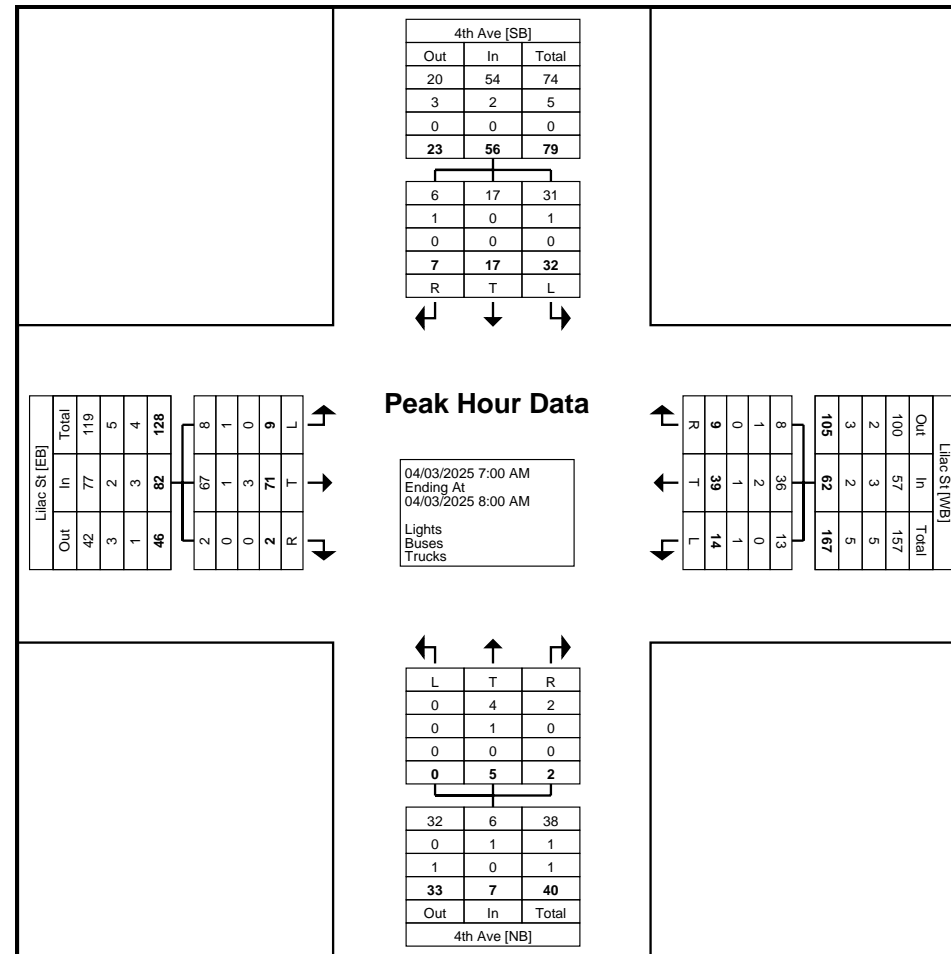 4th Ave [SB]
Out In Total
20 54 74
3 2 5
0 0 0
23 56 79
6 17 31
1 0 1
0 0 0
7 17 32
R T L
Peak Hour Data
04/03/2025 7:00 AM
Ending At
04/03/2025 8:00 AM
Lights
Buses
Trucks
Lilac St [EB]
Total 119 5 4 128
In 77 2 3 82
Out 42 3 1 46
8 1 0 9 L
67 1 3 71 T
2 0 0 2 R
R 9 0 1 8
T 39 1 2 36
L 14 1 0 13
105 3 2 100 Out
62 2 3 57 In
167 5 5 157 Total
Lilac St [WB]
L T R
0 4 2
0 1 0
0 0 0
0 5 2
32 6 38
0 1 1
1 0 1
33 7 40
Out In Total
4th Ave [NB]